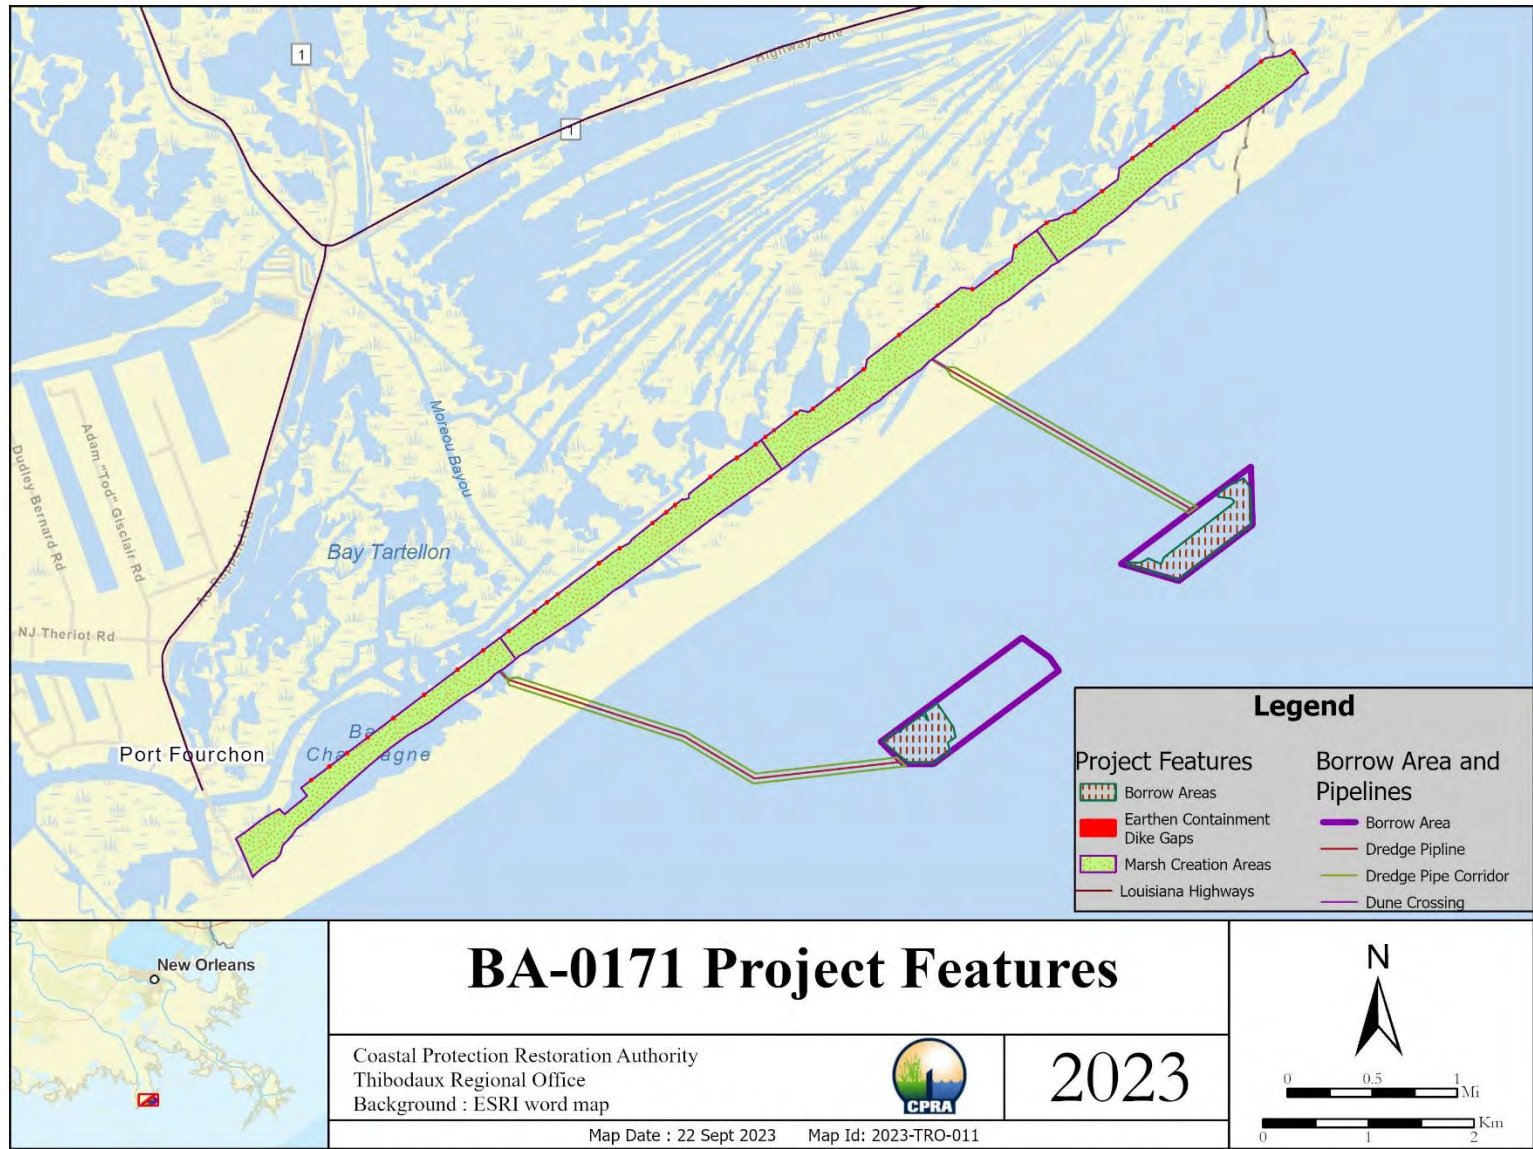 1
Highway One
1
Moreou Bayou
Adam "Tod" Gisclair Rd
Dudley Bernard Rd
Bay Tartellon
NJ Theriot Rd
Port Fourchon
Legend
Project Features
Borrow Areas
Earthen Containment
Dike Gaps
Marsh Creation Areas
Louisiana Highways
Borrow Area and
Pipelines
Borrow Area
Dredge Pipline
Dredge Pipe Corridor
Dune Crossing
New Orleans
BA-0171 Project Features
Coastal Protection Restoration Authority
Thibodaux Regional Office
Background : ESRI word map
CPRA
2023
Map Date : 22 Sept 2023 Map Id: 2023-TRO-011
N
0 0.5 1
Mi
Km
0 1 2